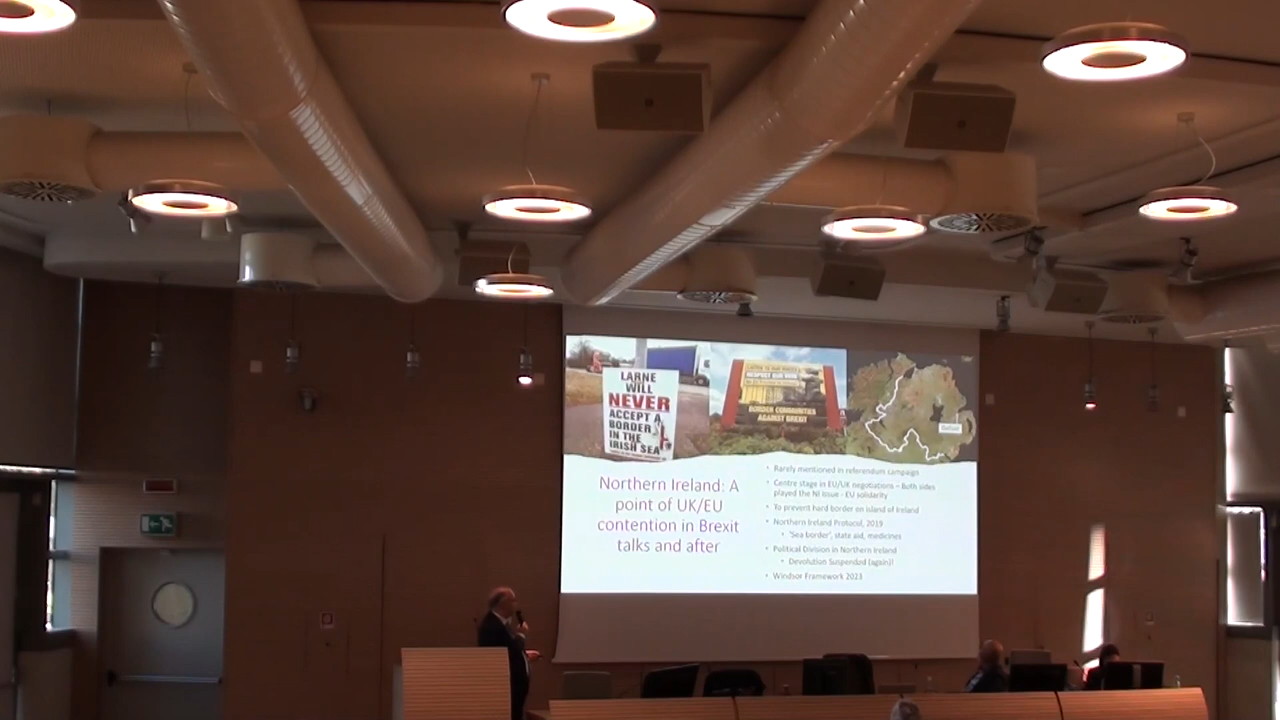 LARNE
WILL
NEVER
ACCEPT A
BORDER
IN THE
IRISH SEA
RESPECT OUR VOTE
BORDER COMMUNITIES
AGAINST BREXIT
Belfast
Northern Ireland: A
point of UK/EU
contention in Brexit
talks and after
• Rarely mentioned in referendum campaign
• Centre stage in EU/UK negotiations – Both sides
played the NI issue - EU solidarity
• To prevent hard border on island of Ireland
• Northern Ireland Protocol, 2019
• "Sea border", state aid, medicines
• Political Division in Northern Ireland
• Devolution Suspended (again)!
• Windsor Framework 2023